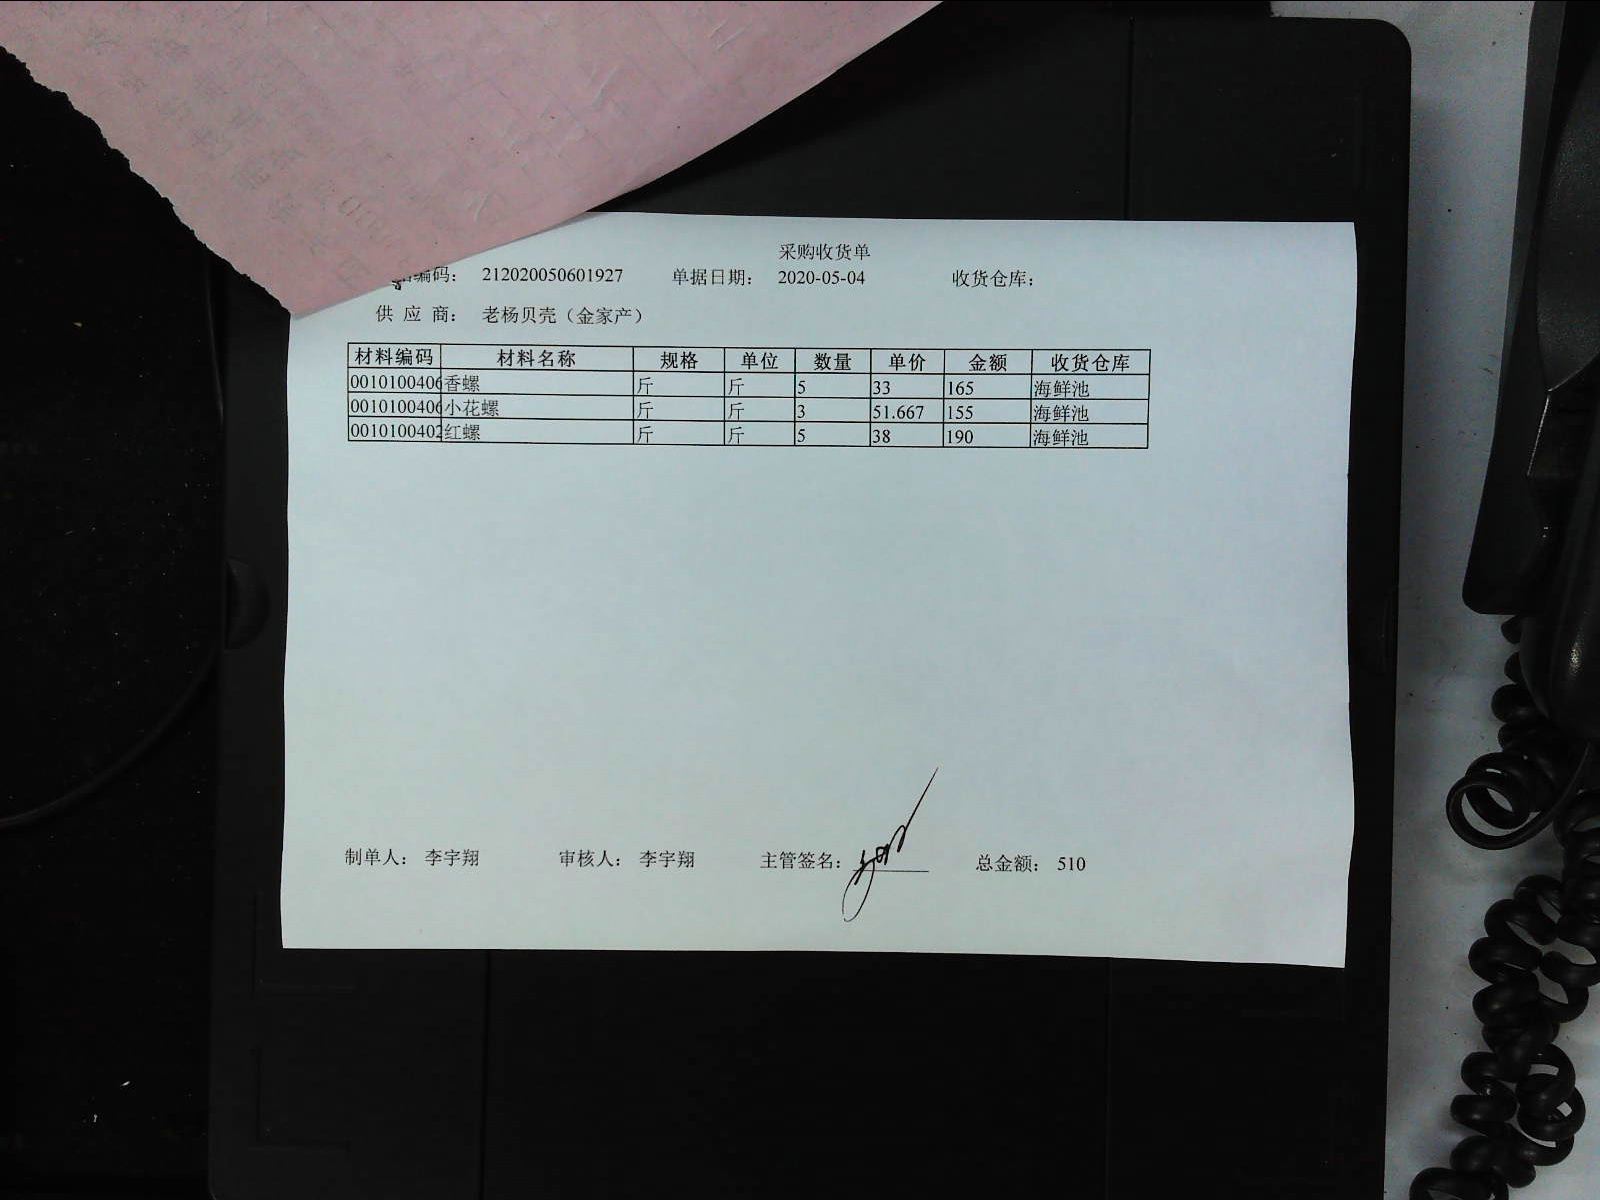 采购收货单
编码： 212020050601927 单据日期： 2020-05-04 收货仓库：
供 应 商： 老杨贝壳（金家产）
材料编码 材料名称 规格 单位 数量 单价 金额 收货仓库
0010100406 香螺 斤 斤 5 33 165 海鲜池
0010100406 小花螺 斤 斤 3 51.667 155 海鲜池
0010100402 红螺 斤 斤 5 38 190 海鲜池
制单人： 李宇翔 审核人： 李宇翔 主管签名： 总金额： 510